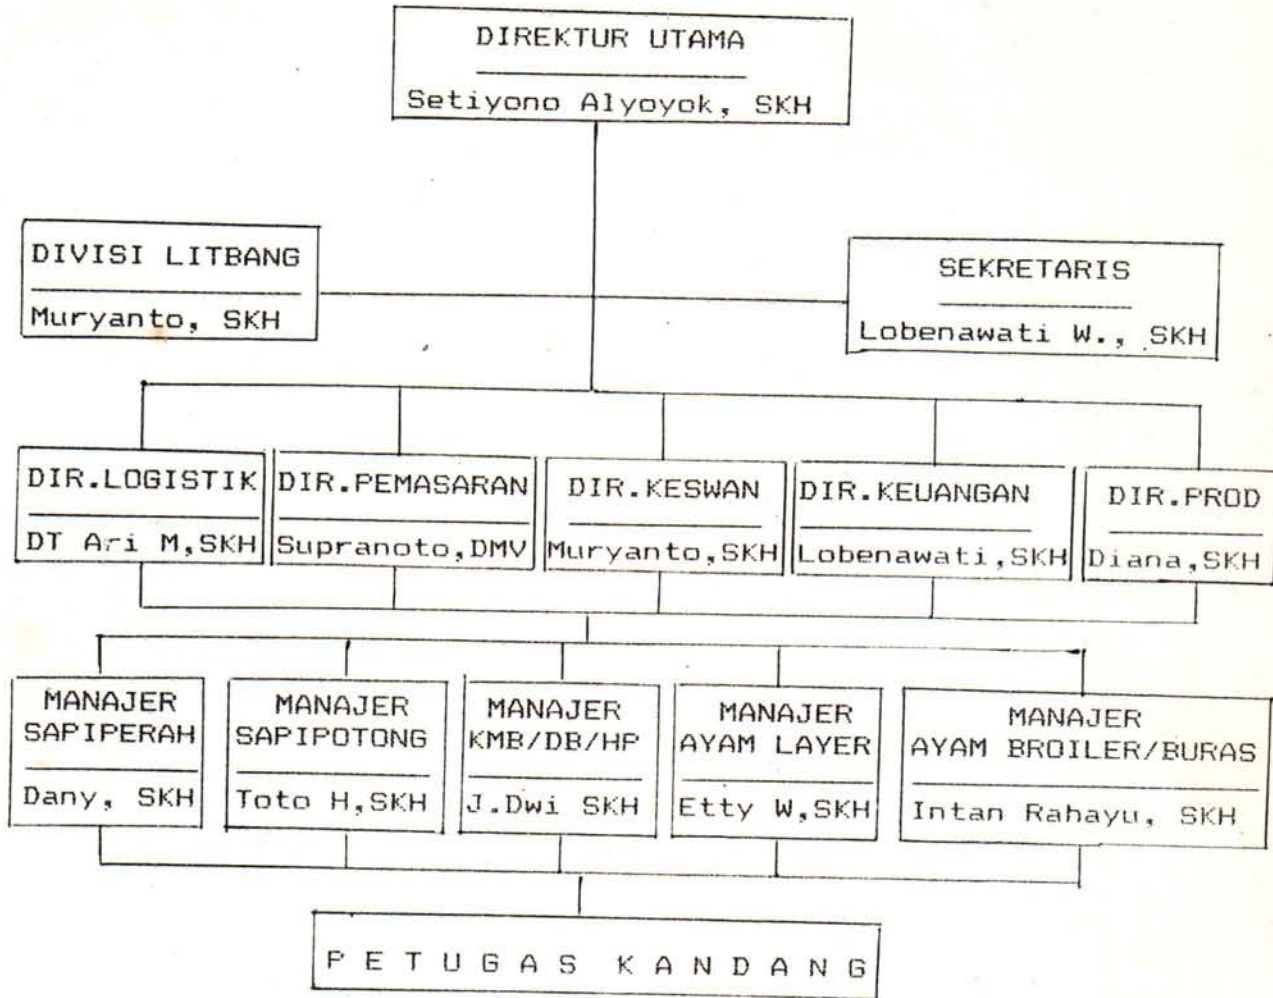 DIREKTUR UTAMA
Setiyono Alyoyok, SKH
DIVISI LITBANG
Muryanto, SKH
SEKRETARIS
Lobenawati W., SKH
DIR.LOGISTIK
DT Ari M,SKH
DIR.PEMASARAN
Supranoto,DMV
DIR.KESWAN
Muryanto,SKH
DIR.KEUANGAN
Lobenawati,SKH
DIR.PROD
Diana,SKH
MANAJER
SAPIPERAH
Dany, SKH
MANAJER
SAPIPOTONG
Toto H,SKH
MANAJER
KMB/DB/HP
J.Dwi SKH
MANAJER
AYAM LAYER
Etty W,SKH
MANAJER
AYAM BROILER/BURAS
Intan Rahayu, SKH
P E T U G A S K A N D A N G